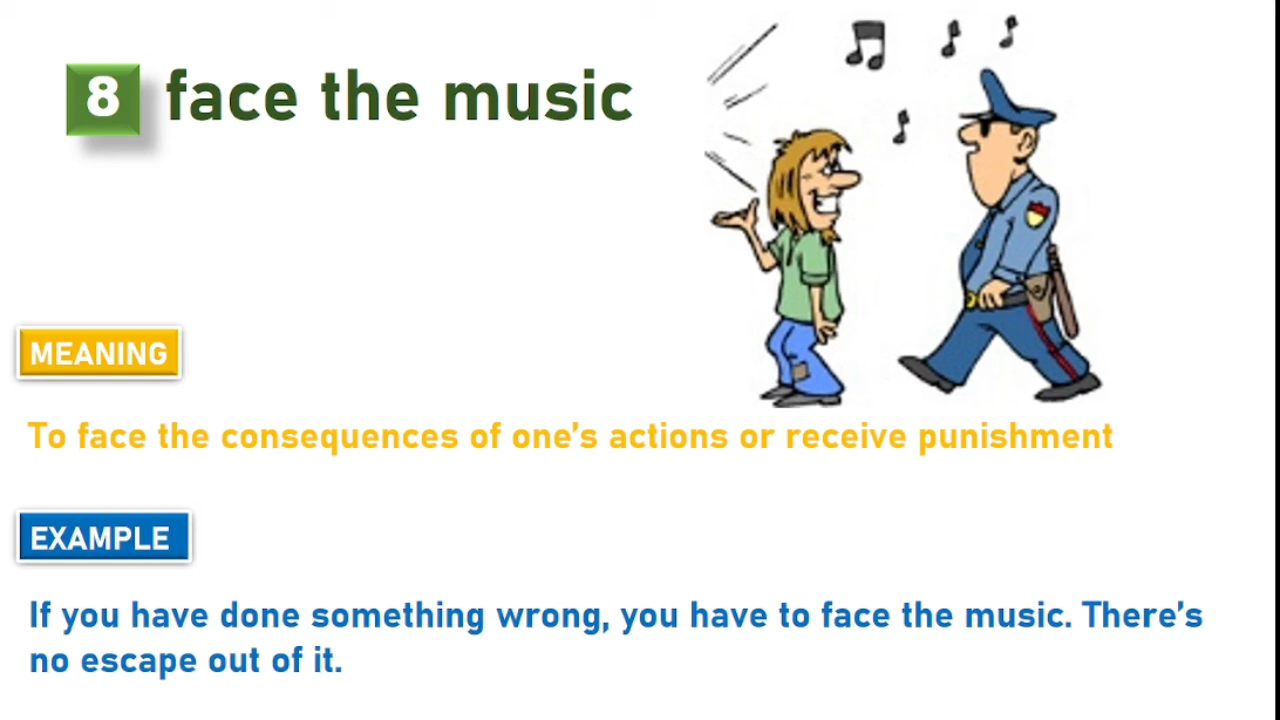 8 face the music
MEANING
To face the consequences of one's actions or receive punishment
EXAMPLE
If you have done something wrong, you have to face the music. There's
no escape out of it.